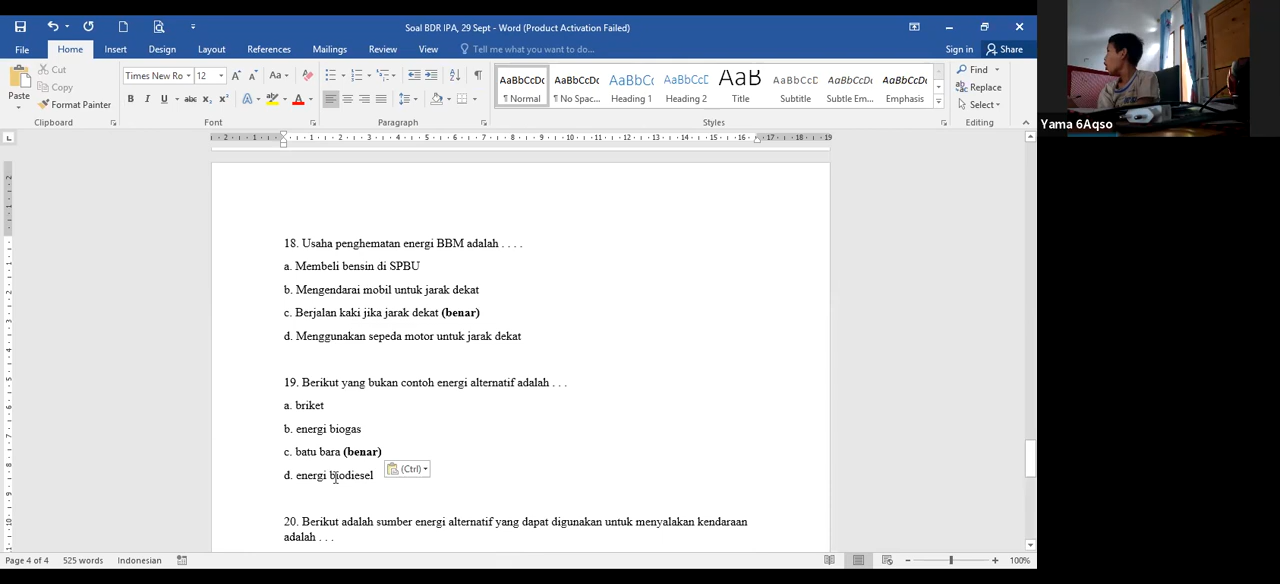 Soal BDR IPA, 29 Sept - Word (Product Activation Failed)
File Home Insert Design Layout References Mailings Review View Tell me what you want to do... Sign in Share
Paste Cut Copy Format Painter
Clipboard
Times New Ro 12
Font
Paragraph
AaBbCcDc AaBbCcDc AaBbCc AaBbCcD AaB AaBbCcD AaBbCcDc AaBbCcDc
¶ Normal ¶ No Spac... Heading 1 Heading 2 Title Subtitle Subtle Em... Emphasis
Styles
Find
Replace
Select
Editing
Yama 6Aqso
18. Usaha penghematan energi BBM adalah . . . .
a. Membeli bensin di SPBU
b. Mengendarai mobil untuk jarak dekat
c. Berjalan kaki jika jarak dekat (benar)
d. Menggunakan sepeda motor untuk jarak dekat
19. Berikut yang bukan contoh energi alternatif adalah . . .
a. briket
b. energi biogas
c. batu bara (benar)
d. energi biodiesel (Ctrl)
20. Berikut adalah sumber energi alternatif yang dapat digunakan untuk menyalakan kendaraan
adalah . . .
Page 4 of 4 525 words Indonesian 100%